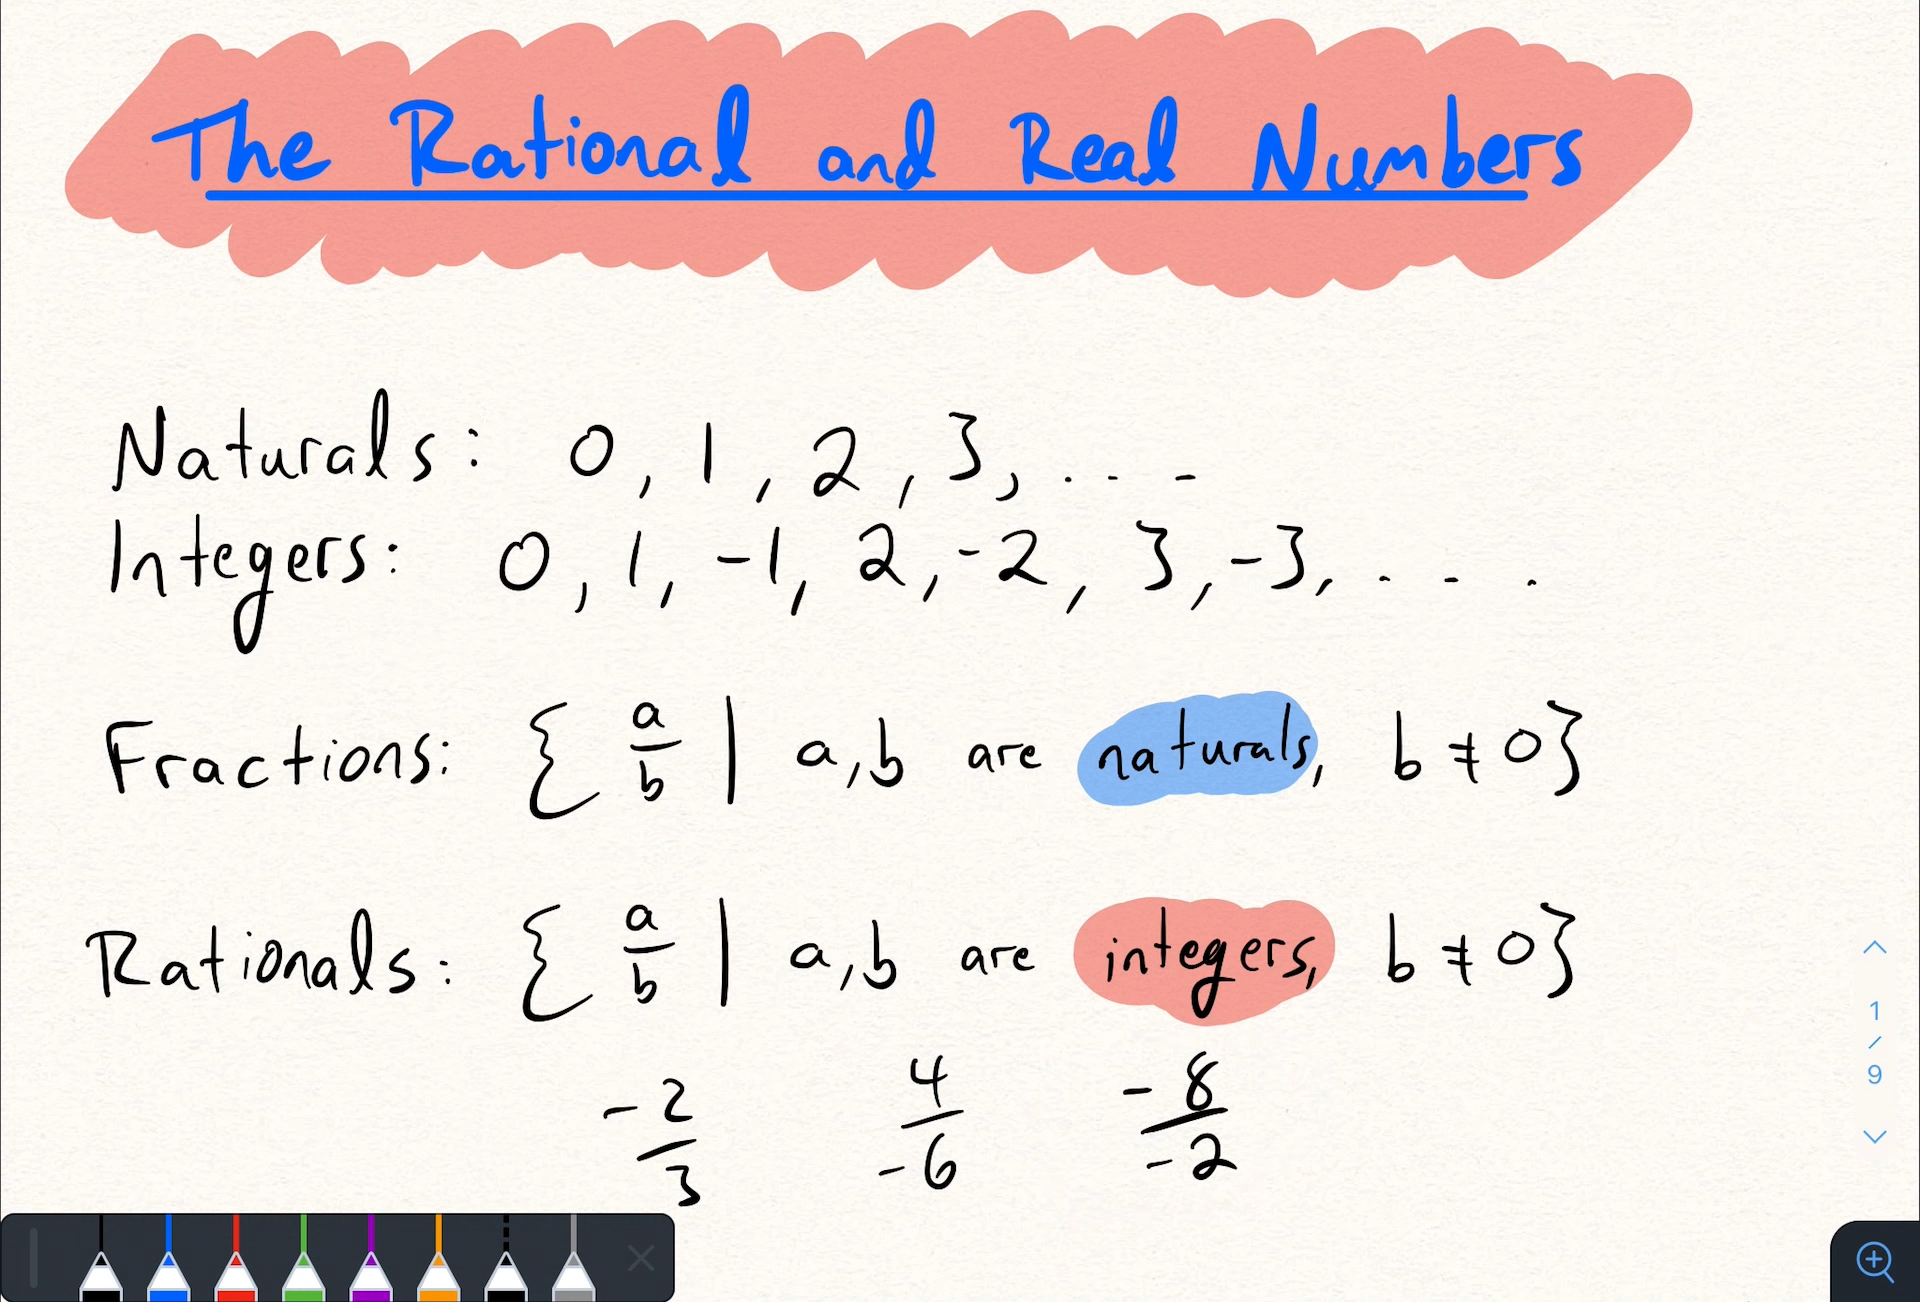 The Rational and Real Numbers
Naturals: 0, 1, 2, 3, . . .
Integers: 0, 1, -1, 2, -2, 3, -3, . . .
Fractions: { a/b | a,b are naturals, b ≠ 0}
Rationals: { a/b | a,b are integers, b ≠ 0}
-2/3 4/-6 -8/-2
1
/
9